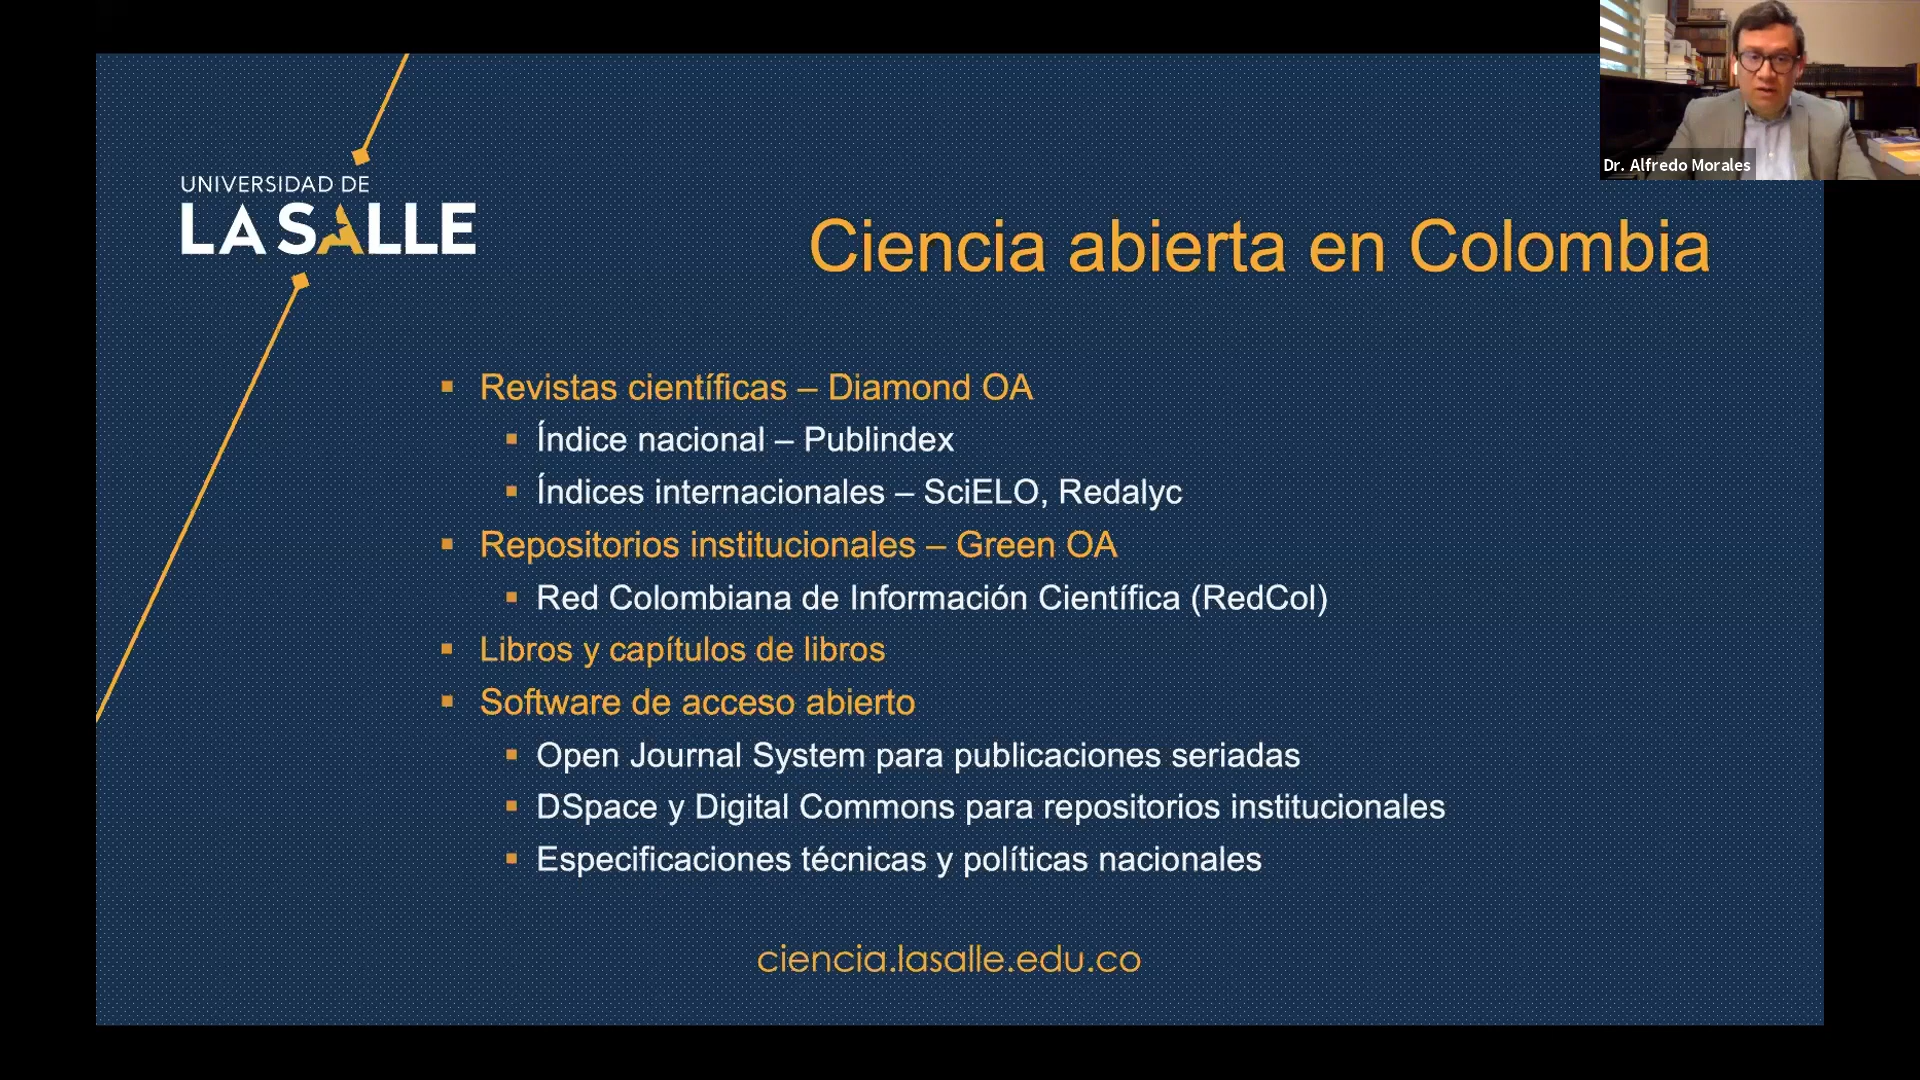 Dr. Alfredo Morales
UNIVERSIDAD DE
LA SALLE
Ciencia abierta en Colombia
Revistas científicas – Diamond OA
Índice nacional – Publindex
Índices internacionales – SciELO, Redalyc
Repositorios institucionales – Green OA
Red Colombiana de Información Científica (RedCol)
Libros y capítulos de libros
Software de acceso abierto
Open Journal System para publicaciones seriadas
DSpace y Digital Commons para repositorios institucionales
Especificaciones técnicas y políticas nacionales
ciencia.lasalle.edu.co